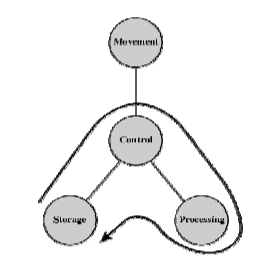 Movement
Control
Storage
Processing